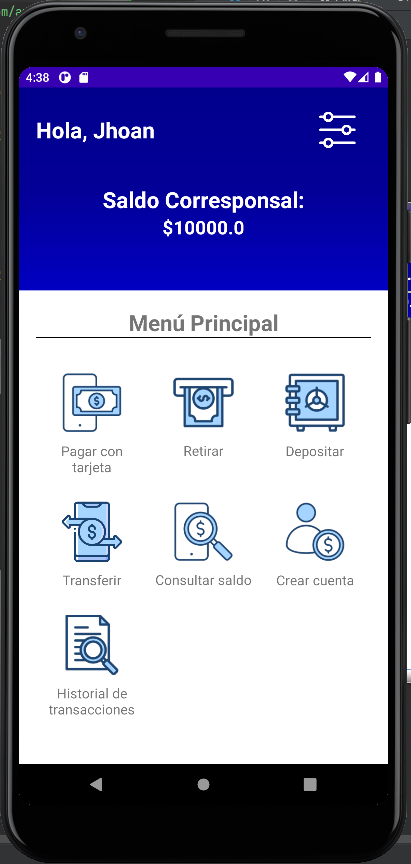 m/a
4:38
Hola, Jhoan
Saldo Corresponsal:
$10000.0
Menú Principal
Pagar con
tarjeta
Retirar
Depositar
Transferir
Consultar saldo
Crear cuenta
Historial de
transacciones